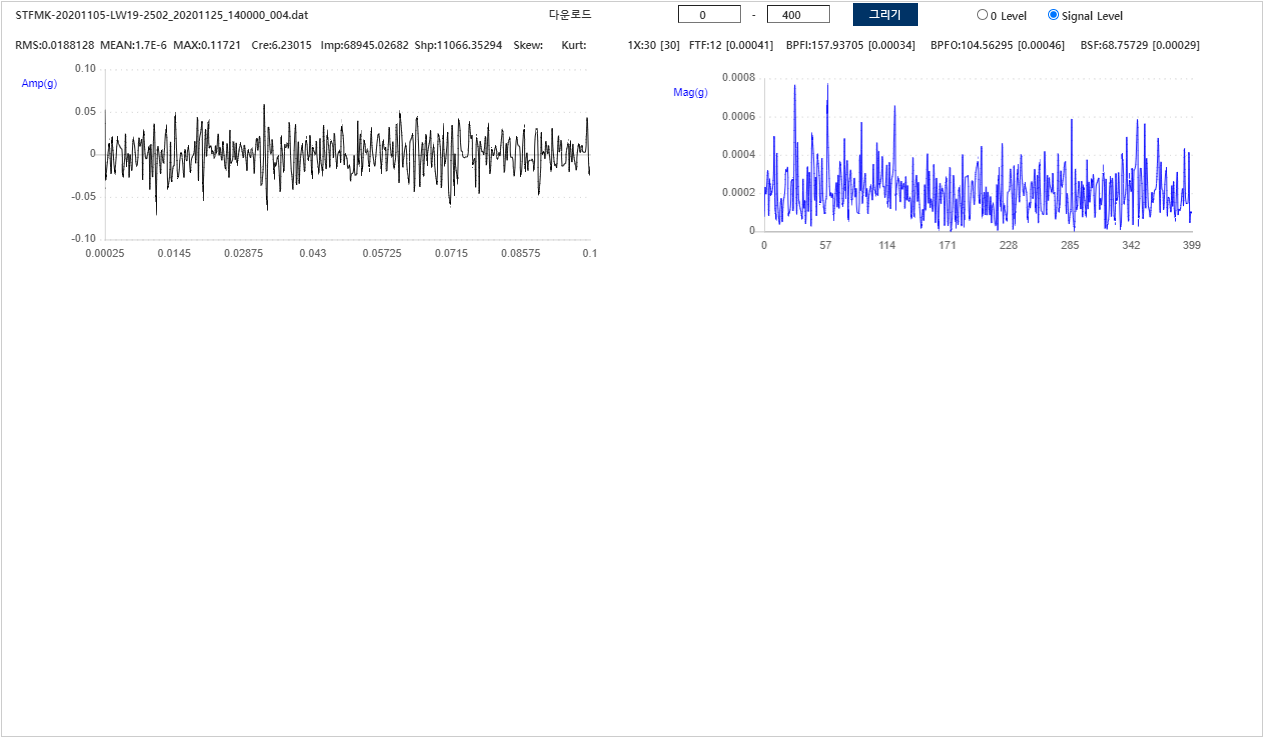 STFMK-20201105-LW19-2502_20201125_140000_004.dat 다운로드 0 - 400 그리기 0 Level Signal Level
RMS:0.0188128 MEAN:1.7E-6 MAX:0.11721 Cre:6.23015 Imp:68945.02682 Shp:11066.35294 Skew: Kurt:
1X:30 [30] FTF:12 [0.00041] BPFI:157.93705 [0.00034] BPFO:104.56295 [0.00046] BSF:68.75729 [0.00029]
Amp(g)
0.10
0.05
0
-0.05
-0.10
0.00025 0.0145 0.02875 0.043 0.05725 0.0715 0.08575 0.1
Mag(g)
0.0008
0.0006
0.0004
0.0002
0
0 57 114 171 228 285 342 399